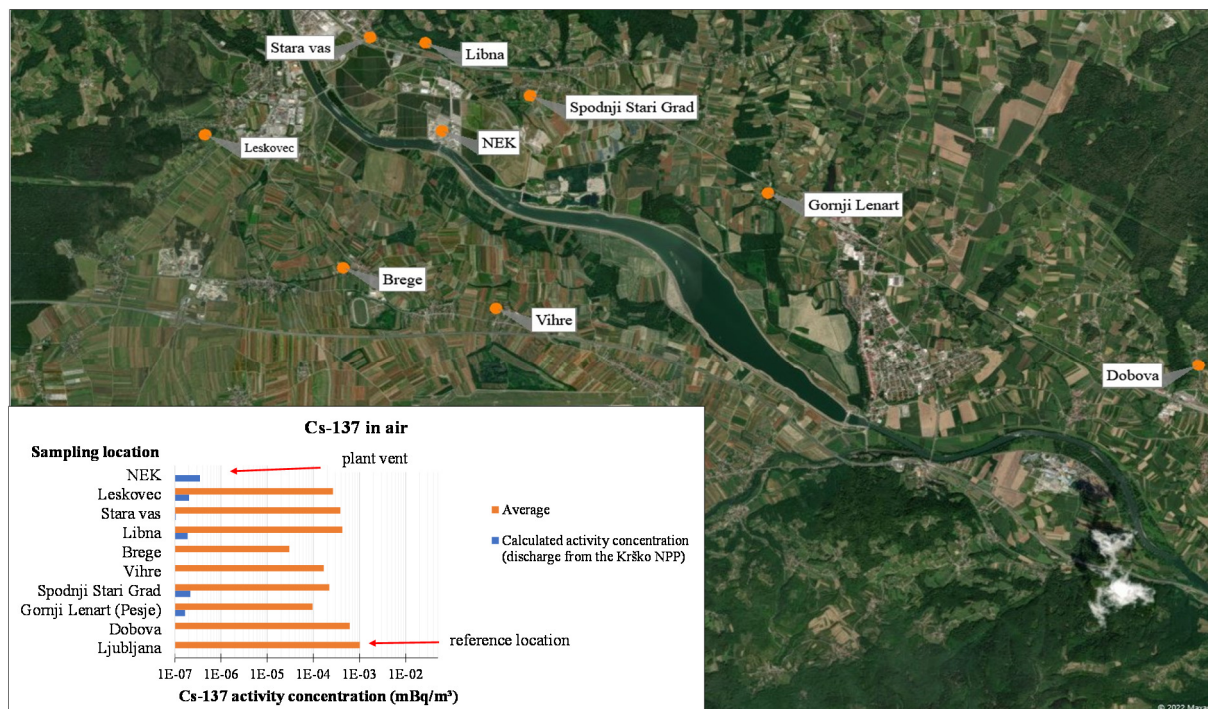 Stara vas
Libna
Spodnji Stari Grad
NEK
Leskovec
Gornji Lenart
Brege
Vihre
Dobova
Cs-137 in air
Sampling location
plant vent
NEK
Leskovec
Stara vas
Libna
Brege
Vihre
Spodnji Stari Grad
Gornji Lenart (Pesje)
Dobova
Ljubljana
Average
Calculated activity concentration
(discharge from the Krško NPP)
reference location
1E-07 1E-06 1E-05 1E-04 1E-03 1E-02
Cs-137 activity concentration (mBq/m³)
© 2022